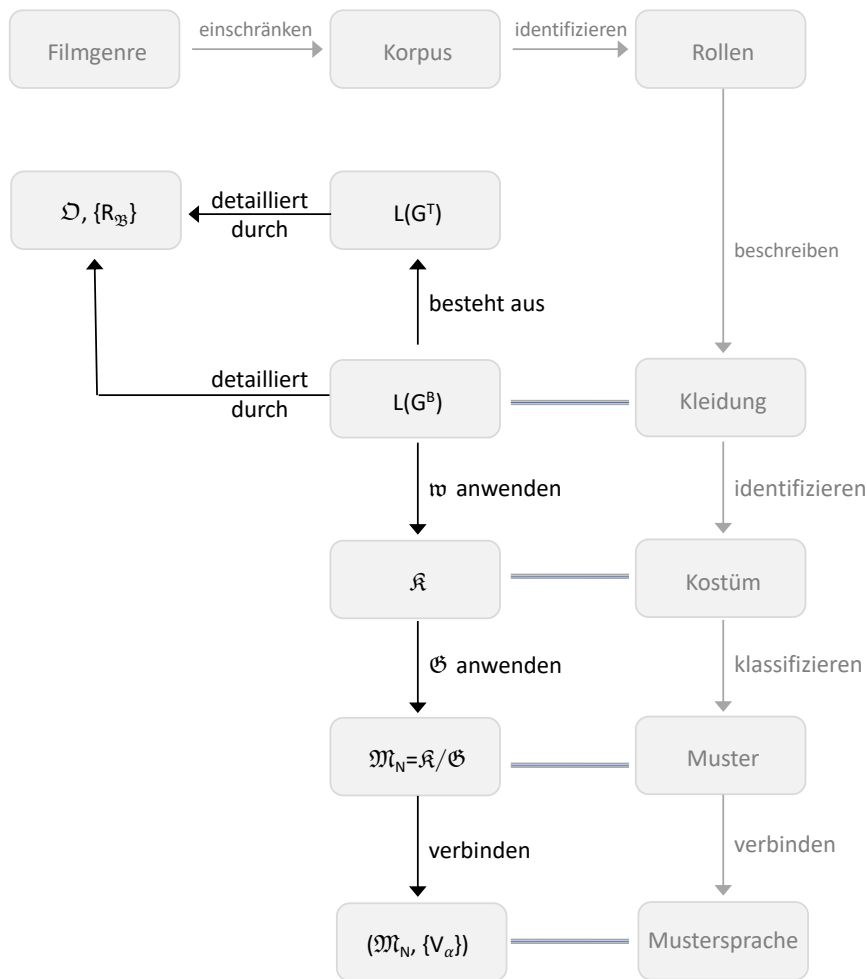 Filmgenre einschränken Korpus identifizieren Rollen
𝔒, {R𝔅} detailliert durch L(Gᵀ)
beschreiben
besteht aus
detailliert durch L(Gᴮ) Kleidung
𝔴 anwenden identifizieren
𝔎 Kostüm
𝔊 anwenden klassifizieren
𝔐N=𝔎/𝔊 Muster
verbinden verbinden
(𝔐N, {Vα}) Mustersprache